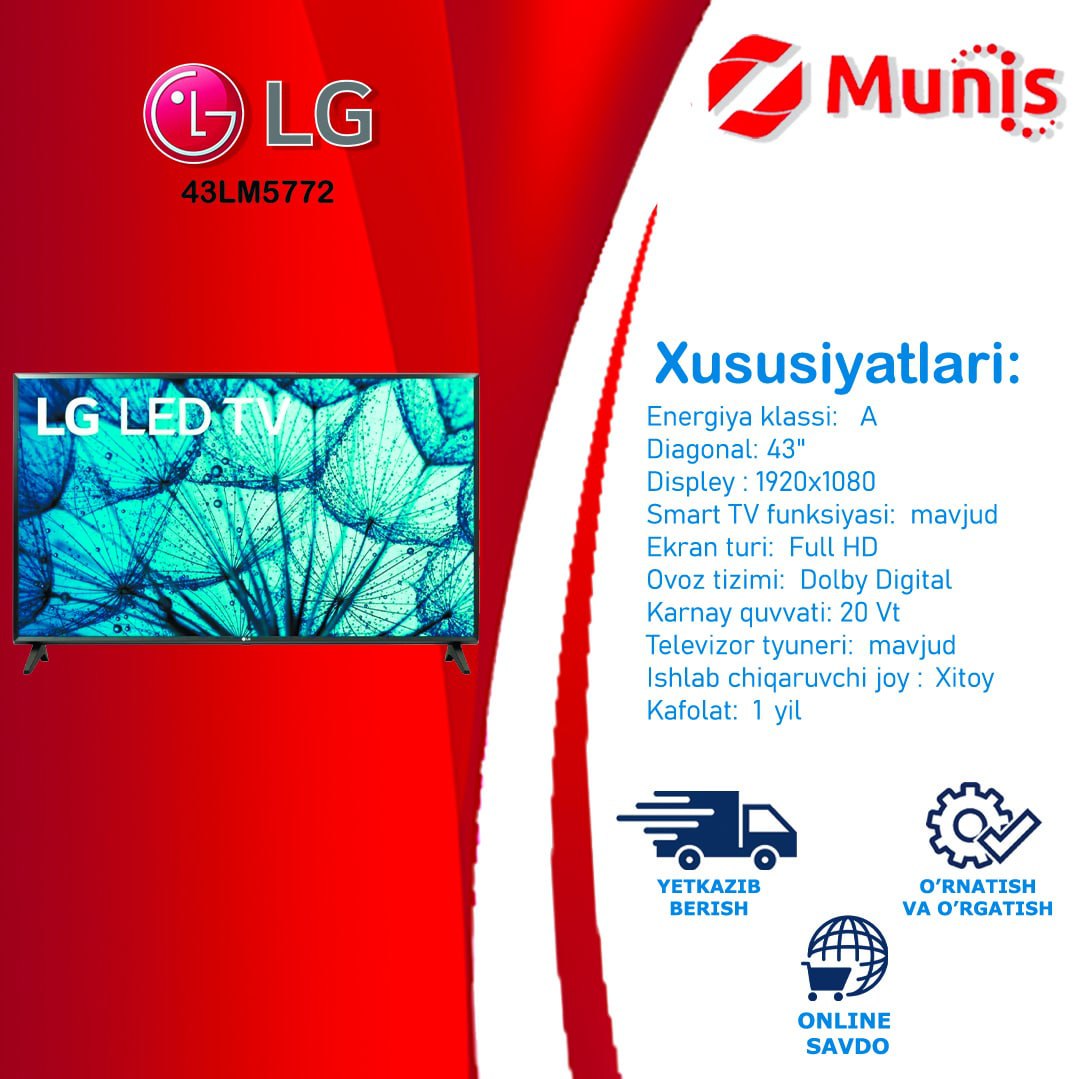 LG
43LM5772
Munis
LG LED TV
LG
Xususiyatlari:
Energiya klassi: A
Diagonal: 43"
Displey : 1920x1080
Smart TV funksiyasi: mavjud
Ekran turi: Full HD
Ovoz tizimi: Dolby Digital
Karnay quvvati: 20 Vt
Televizor tyuneri: mavjud
Ishlab chiqaruvchi joy : Xitoy
Kafolat: 1 yil
YETKAZIB
BERISH
O’RNATISH
VA O’RGATISH
ONLINE
SAVDO